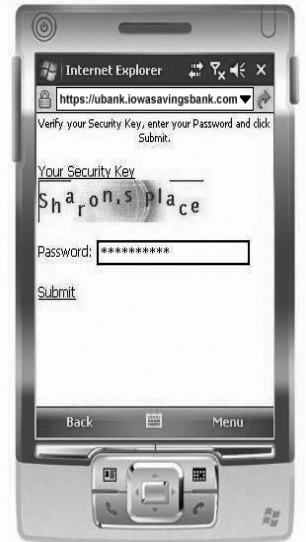 Internet Explorer
https://ubank.iowasavingsbank.com
Verify your Security Key, enter your Password and click
Submit.
Your Security Key
Sharon,s place
Password: **********
Submit
Back Menu